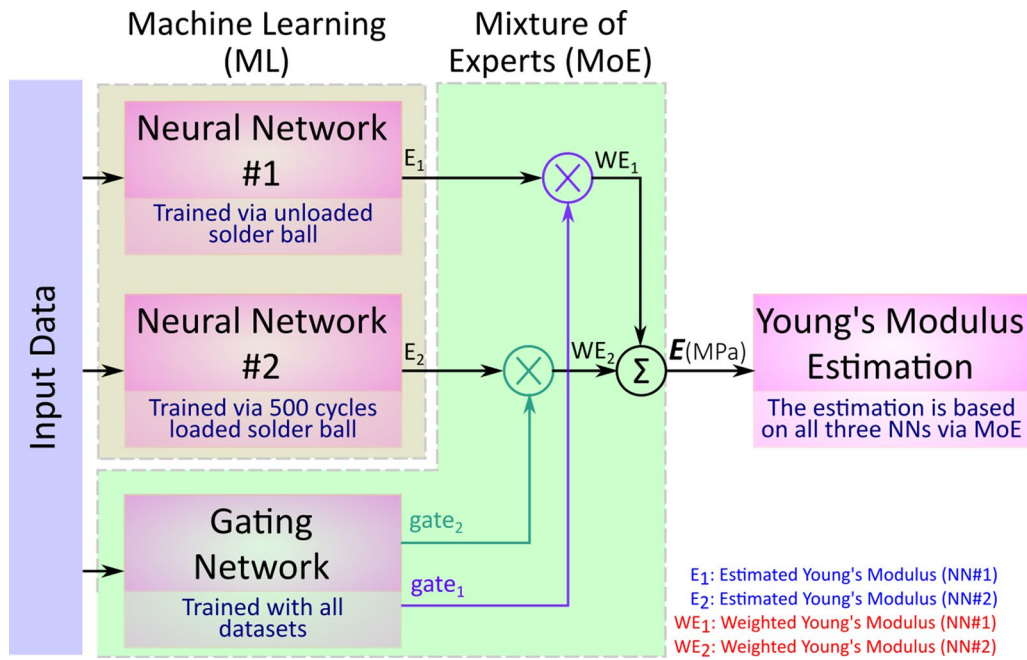 Machine Learning
(ML)
Mixture of
Experts (MoE)
Input Data
Neural Network
#1
Trained via unloaded
solder ball
E₁
WE₁
Neural Network
#2
Trained via 500 cycles
loaded solder ball
E₂
WE₂
Σ
E(MPa)
Young's Modulus
Estimation
The estimation is based
on all three NNs via MoE
Gating
Network
Trained with all
datasets
gate₂
gate₁
E₁: Estimated Young's Modulus (NN#1)
E₂: Estimated Young's Modulus (NN#2)
WE₁: Weighted Young's Modulus (NN#1)
WE₂: Weighted Young's Modulus (NN#2)